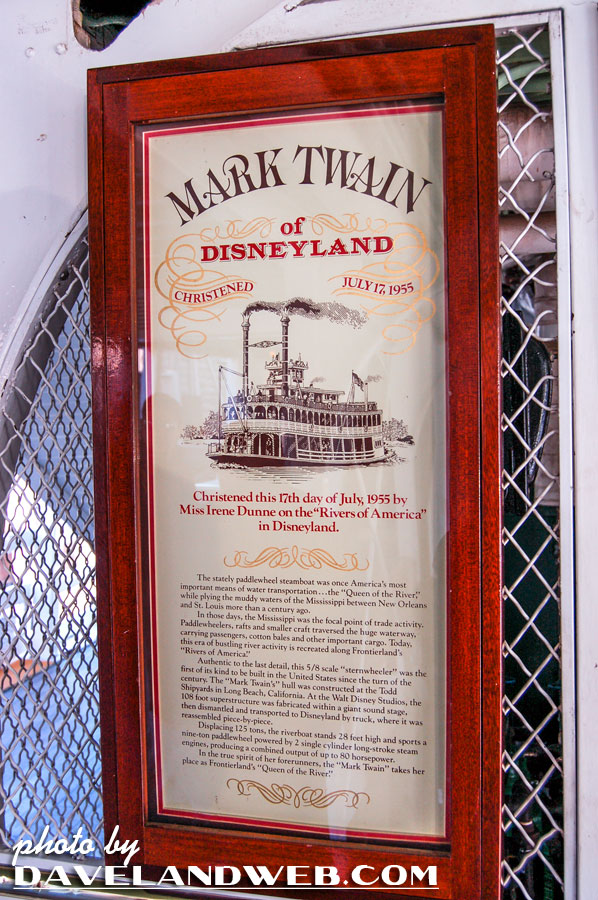 MARK TWAIN
of
DISNEYLAND
CHRISTENED
JULY 17, 1955
Christened this 17th day of July, 1955 by
Miss Irene Dunne on the “Rivers of America”
in Disneyland.
The stately paddlewheel steamboat was once America's most
important means of water transportation...the “Queen of the River,”
while plying the muddy waters of the Mississippi between New Orleans
and St. Louis more than a century ago.
In those days, the Mississippi was the focal point of trade activity.
Paddlewheelers, rafts and smaller craft traversed the huge waterway,
carrying passengers, cotton bales and other important cargo. Today,
this era of bustling river activity is recreated along Frontierland's
“Rivers of America.”
Authentic to the last detail, this 5/8 scale “sternwheeler” was the
first of its kind to be built in the United States since the turn of the
century. The “Mark Twain's” hull was constructed at the Todd
Shipyards in Long Beach, California. At the Walt Disney Studios, the
108 foot superstructure was fabricated within a giant sound stage,
then dismantled and transported to Disneyland by truck, where it was
reassembled piece-by-piece.
Displacing 125 tons, the riverboat stands 28 feet high and sports a
nine-ton paddlewheel powered by 2 single cylinder long-stroke steam
engines, producing a combined output of up to 80 horsepower.
In the true spirit of her forerunners, the “Mark Twain” takes her
place as Frontierland's “Queen of the River.”
photo by
DAVELANDWEB.COM